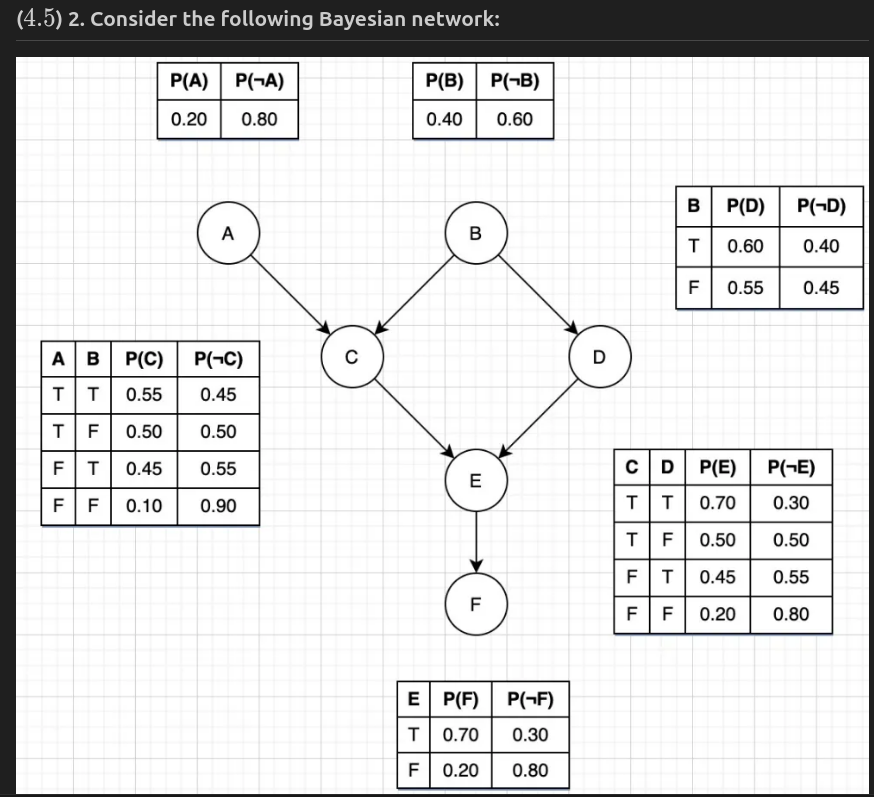 (4.5) 2. Consider the following Bayesian network:
P(A) P(¬A)
0.20 0.80
P(B) P(¬B)
0.40 0.60
B P(D) P(¬D)
T 0.60 0.40
F 0.55 0.45
A
B
C
D
A B P(C) P(¬C)
T T 0.55 0.45
T F 0.50 0.50
F T 0.45 0.55
F F 0.10 0.90
E
C D P(E) P(¬E)
T T 0.70 0.30
T F 0.50 0.50
F T 0.45 0.55
F F 0.20 0.80
F
E P(F) P(¬F)
T 0.70 0.30
F 0.20 0.80